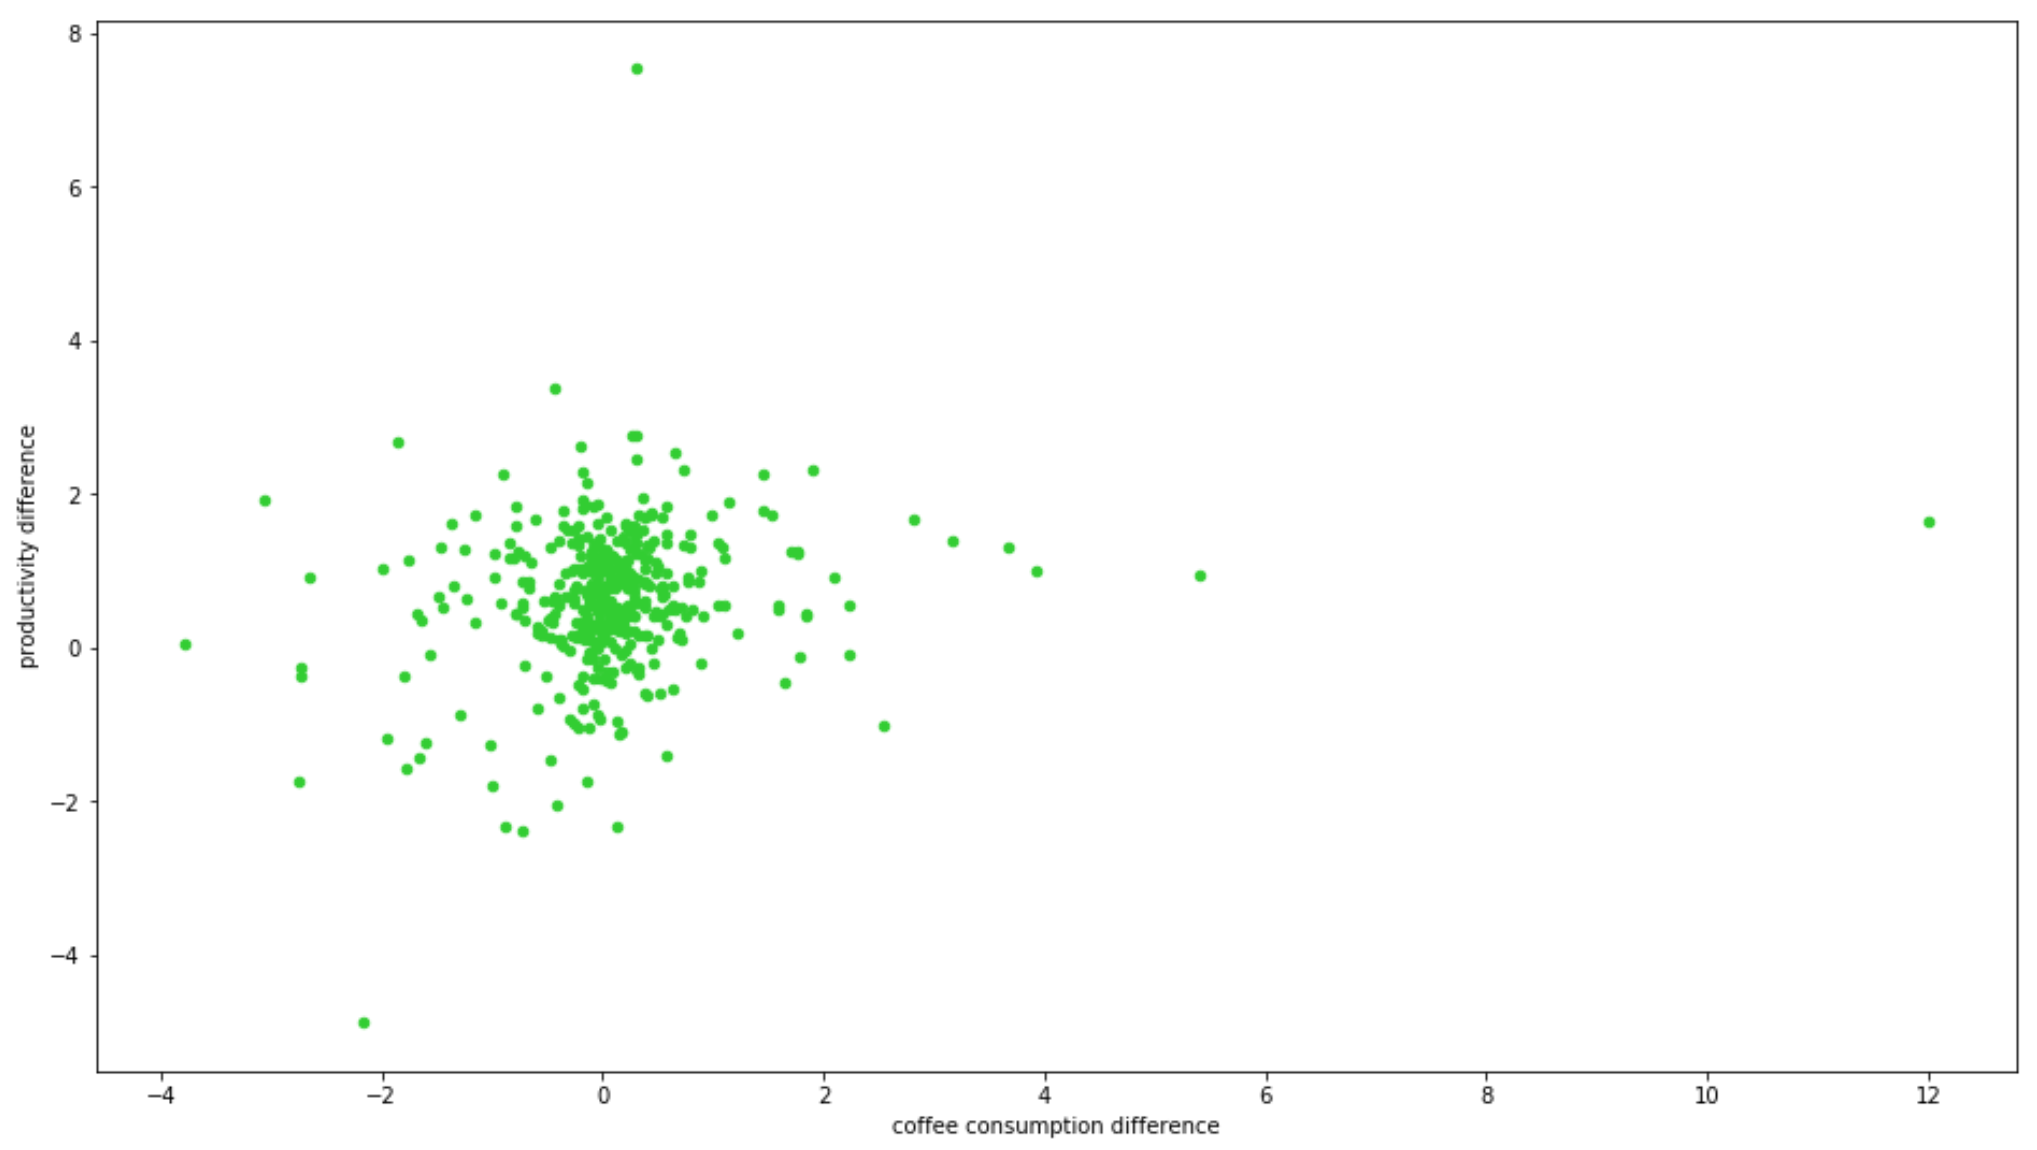 8
6
4
2
0
−2
−4
productivity difference
−4 −2 0 2 4 6 8 10 12
coffee consumption difference